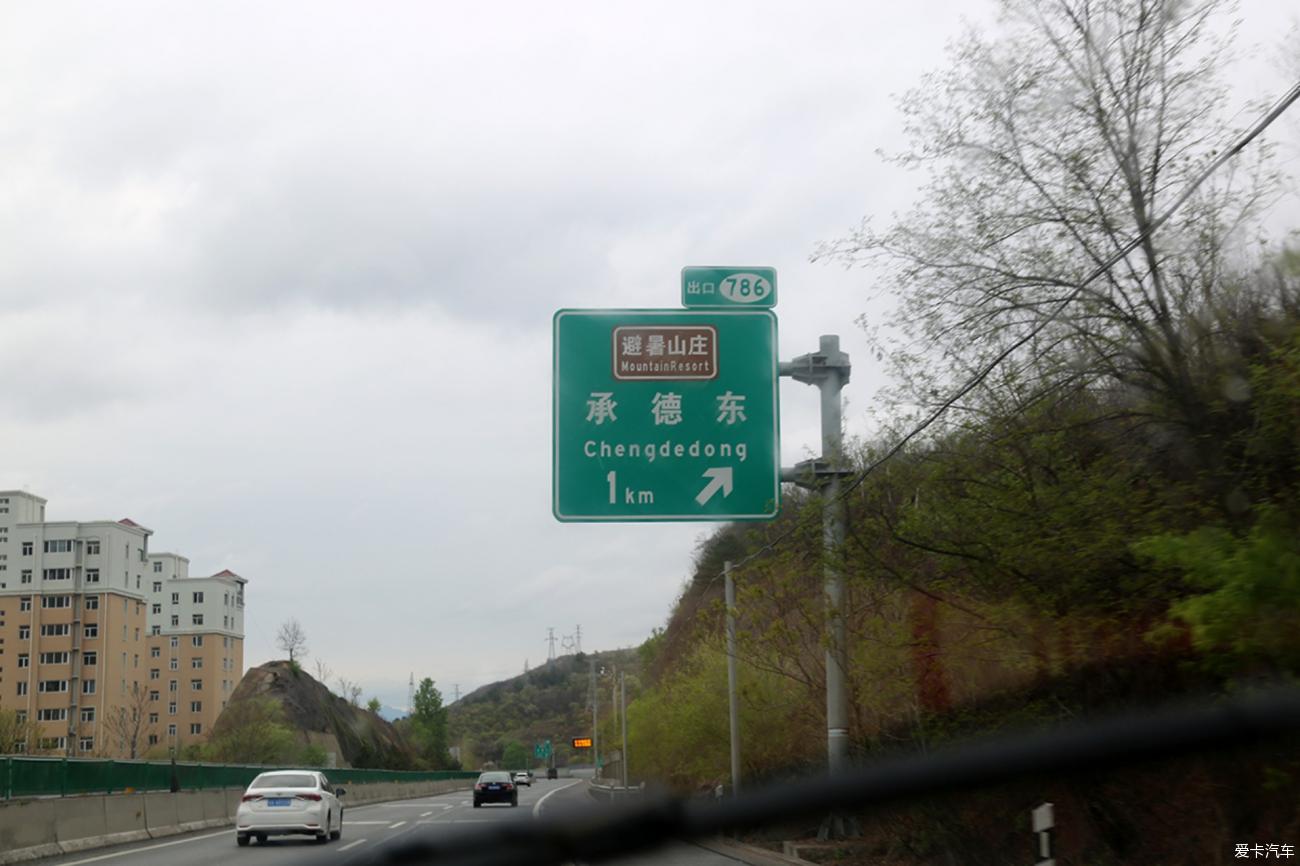 出口 786
避暑山庄
MountainResort
承德东
Chengdedong
1km
爱卡汽车